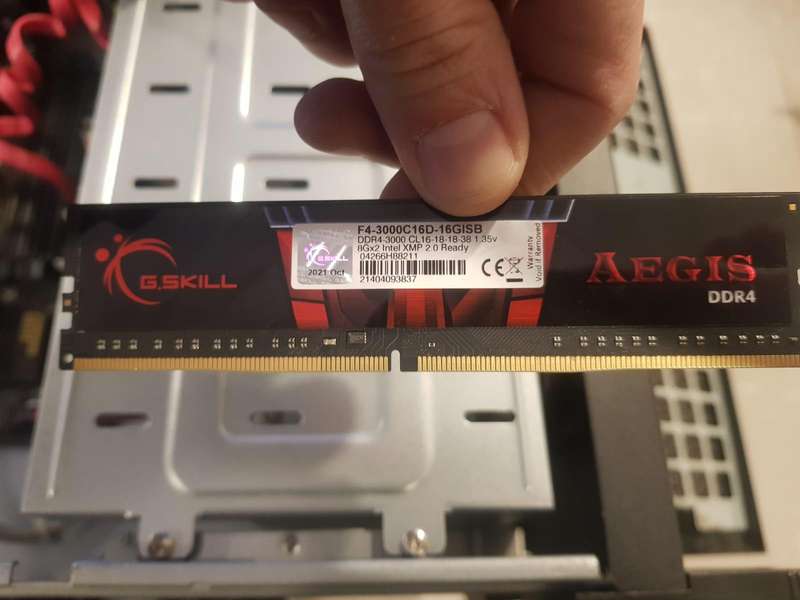 G.SKILL
F4-3000C16D-16GISB
DDR4-3000 CL16-18-18-38 1.35v
8Gx2 Intel XMP 2.0 Ready
04266H88211
21404093837
2021 Oct
CE
Warranty
Void if Removed
AEGIS
DDR4